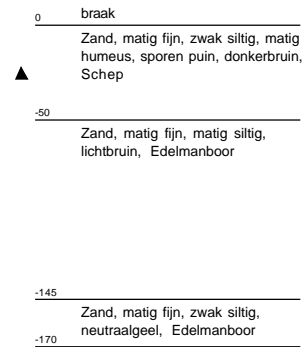 0 braak
Zand, matig fijn, zwak siltig, matig
humeus, sporen puin, donkerbruin,
Schep
-50
Zand, matig fijn, matig siltig,
lichtbruin, Edelmanboor
-145
Zand, matig fijn, zwak siltig,
neutraalgeel, Edelmanboor
-170